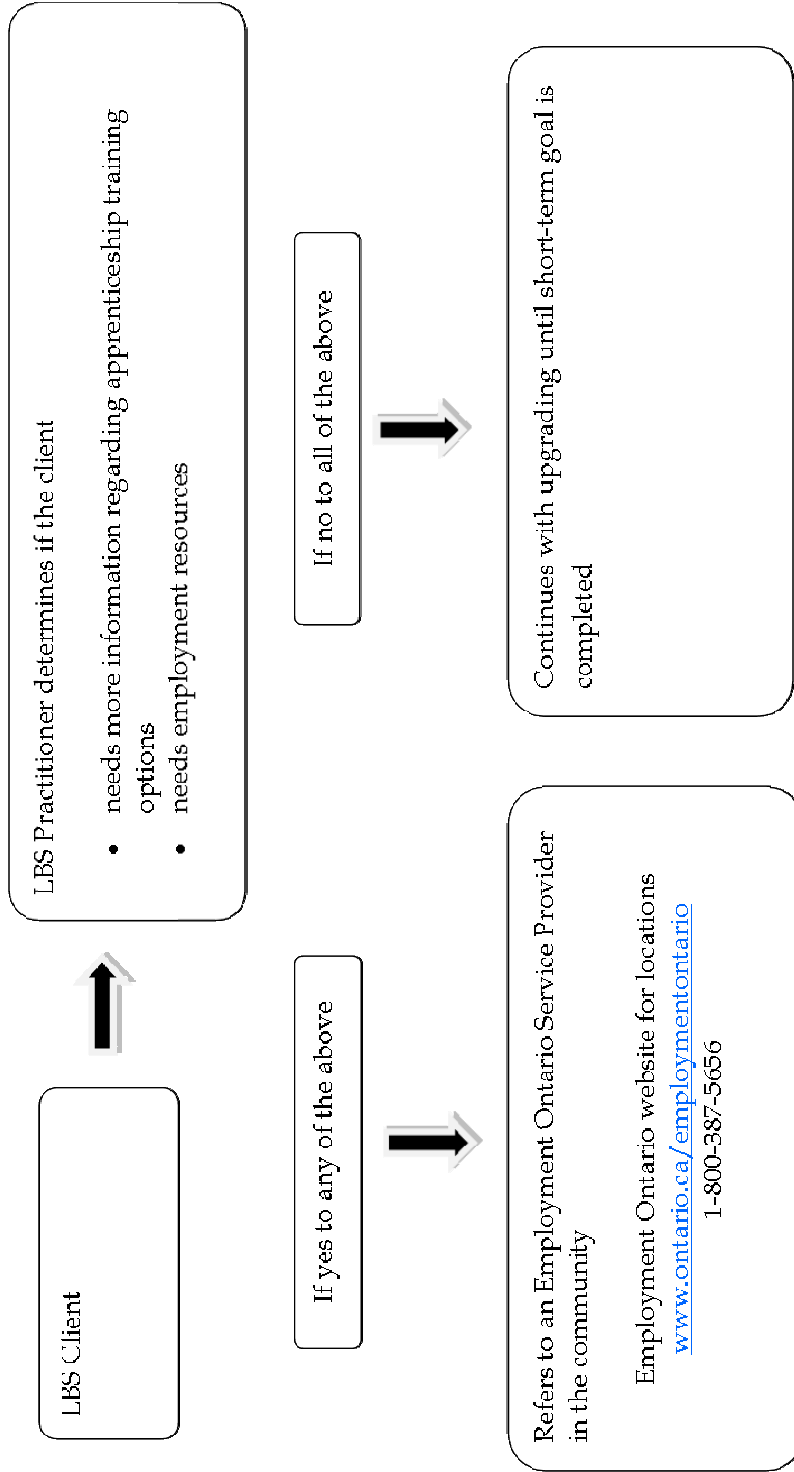 LBS Client
LBS Practitioner determines if the client
• needs more information regarding apprenticeship training
options
• needs employment resources
If yes to any of the above
If no to all of the above
Refers to an Employment Ontario Service Provider
in the community
Employment Ontario website for locations
www.ontario.ca/employmentontario
1-800-387-5656
Continues with upgrading until short-term goal is
completed